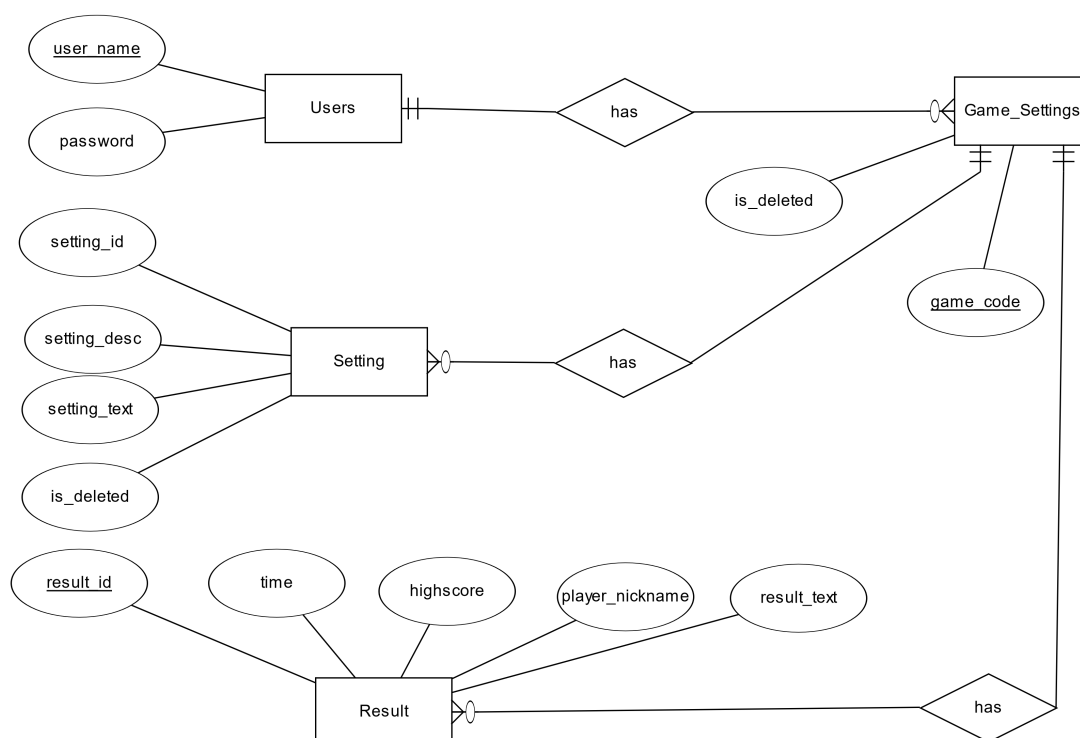 user_name
Users
has
Game_Settings
password
is_deleted
setting_id
game_code
setting_desc
Setting
has
setting_text
is_deleted
result_id
time
highscore
player_nickname
result_text
Result
has